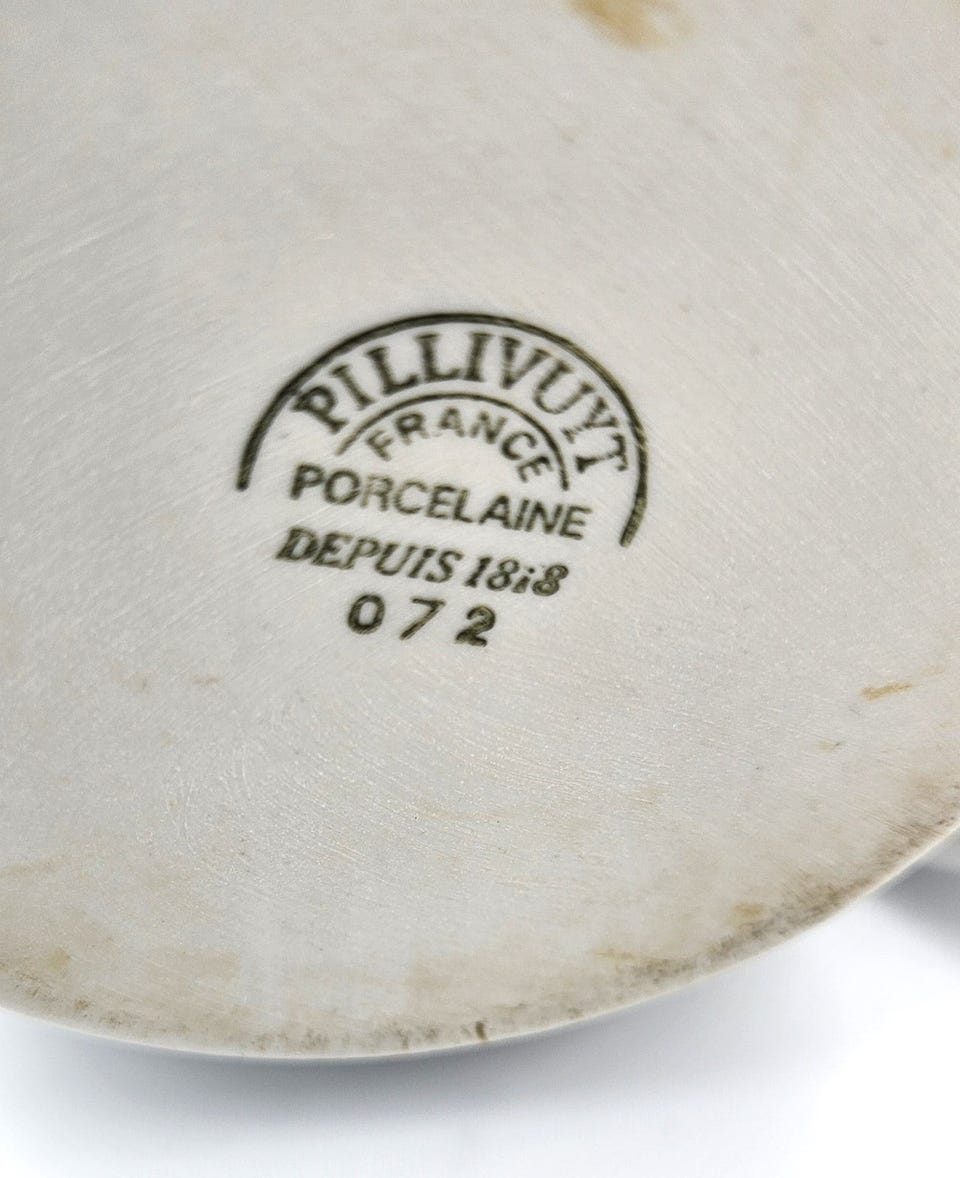 PILLIVUYT
FRANCE
PORCELAINE
DEPUIS 1818
072